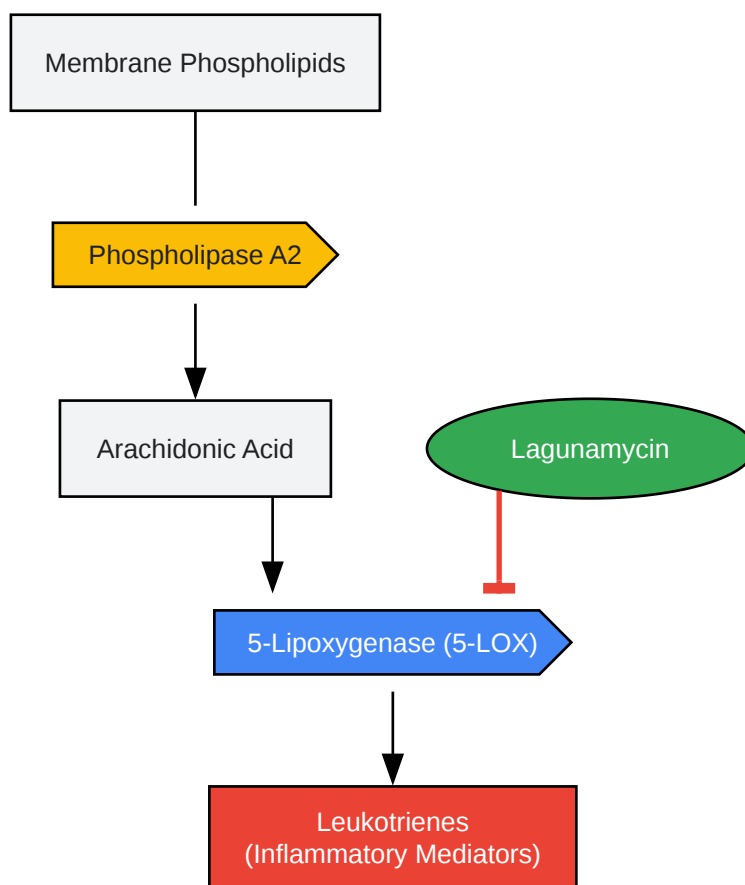 Membrane Phospholipids
Phospholipase A2
Arachidonic Acid
Lagunamycin
5-Lipoxygenase (5-LOX)
Leukotrienes
(Inflammatory Mediators)